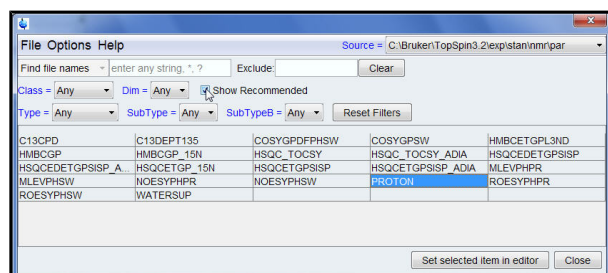 File Options Help Source = C:\Bruker\TopSpin3.2\exp\stan\nmr\par
Find file names enter any string, *, ? Exclude: Clear
Class = Any Dim = Any Show Recommended
Type = Any SubType = Any SubTypeB = Any Reset Filters
C13CPD C13DEPT135 COSYGPDFPHSW COSYGPSW HMBCETGPL3ND
HMBCGP HMBCGP_15N HSQC_TOCSY HSQC_TOCSY_ADIA HSQCEDETGPSISP
HSQCEDETGPSISP_A... HSQCETGP_15N HSQCETGPSISP HSQCETGPSISP_ADIA MLEVPHPR
MLEVPHSW NOESYPHPR NOESYPHSW PROTON ROESYPHPR
ROESYPHSW WATERSUP
Set selected item in editor Close